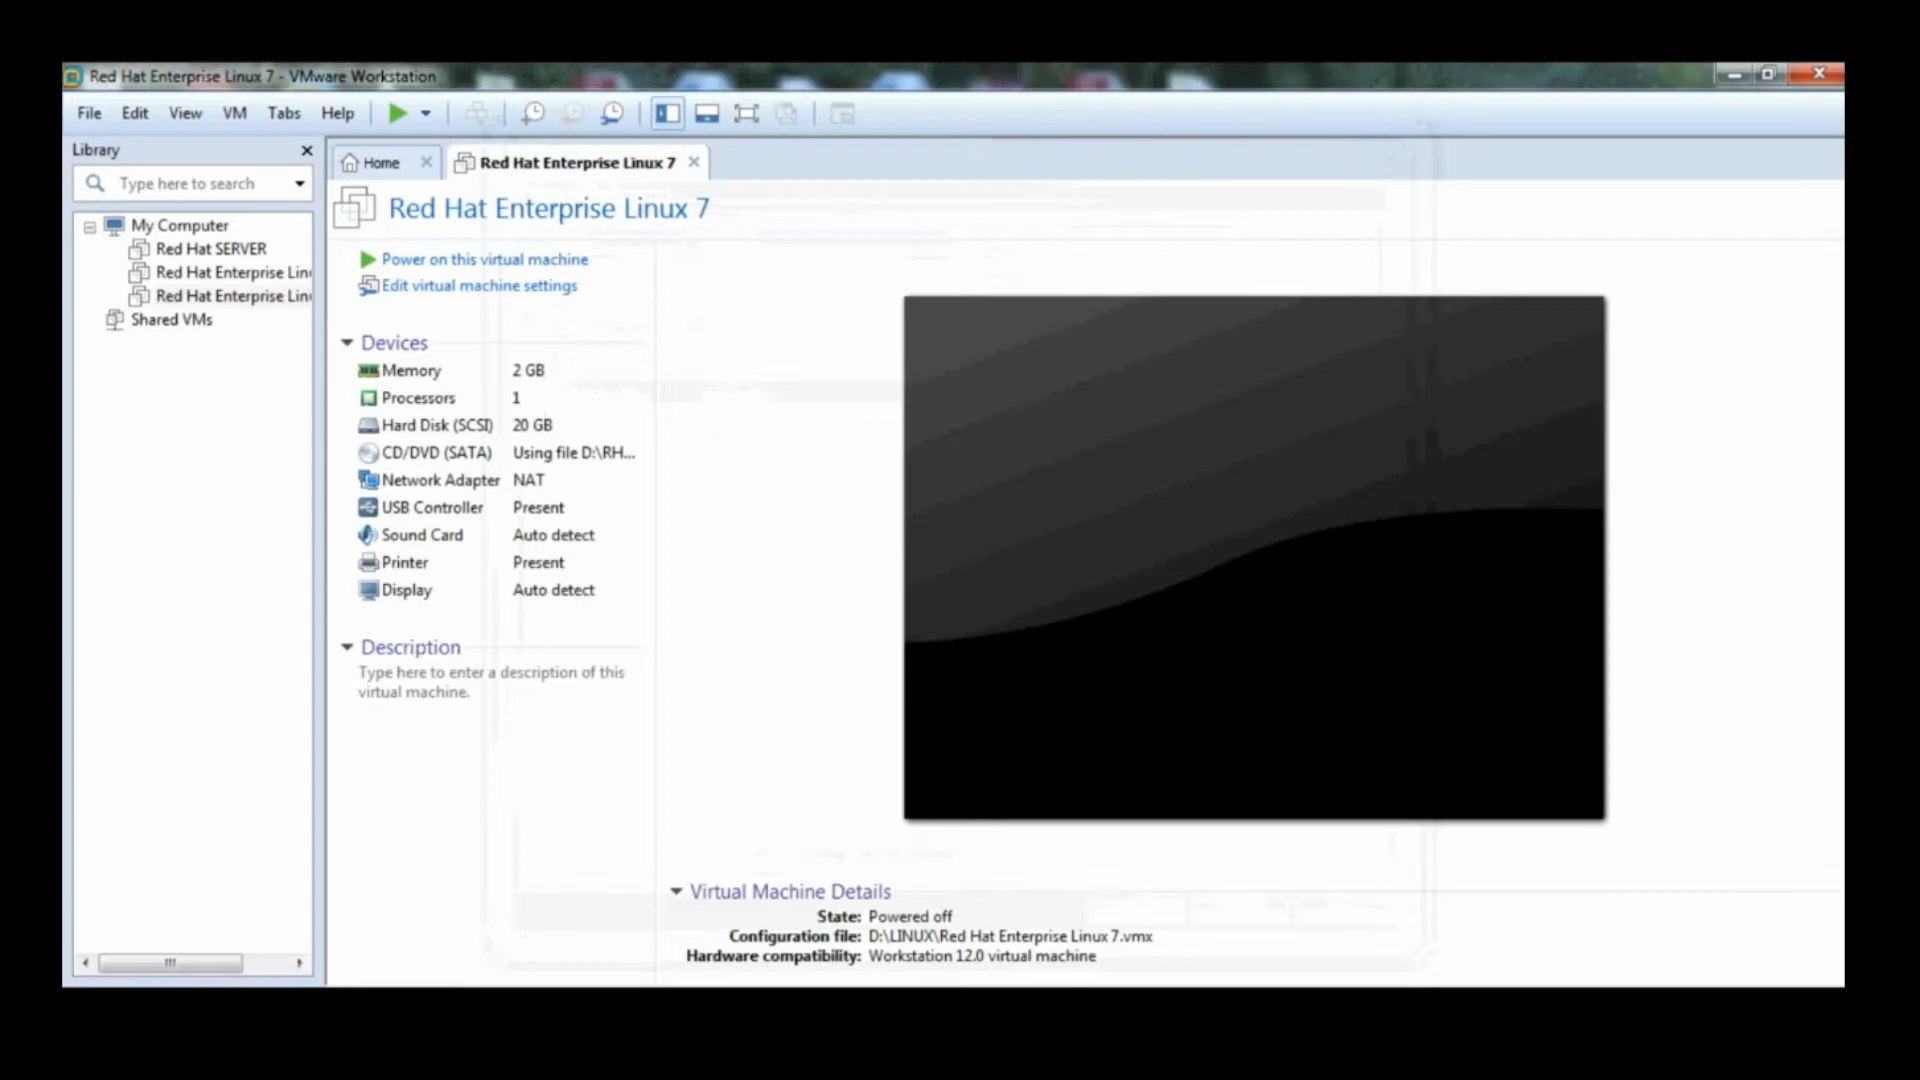 Red Hat Enterprise Linux 7 - VMware Workstation
File Edit View VM Tabs Help
Library
Type here to search
My Computer
Red Hat SERVER
Red Hat Enterprise Lin
Red Hat Enterprise Lin
Shared VMs
Home
Red Hat Enterprise Linux 7
Red Hat Enterprise Linux 7
Power on this virtual machine
Edit virtual machine settings
Devices
Memory 2 GB
Processors 1
Hard Disk (SCSI) 20 GB
CD/DVD (SATA) Using file D:\RH...
Network Adapter NAT
USB Controller Present
Sound Card Auto detect
Printer Present
Display Auto detect
Description
Type here to enter a description of this
virtual machine.
Virtual Machine Details
State: Powered off
Configuration file: D:\LINUX\Red Hat Enterprise Linux 7.vmx
Hardware compatibility: Workstation 12.0 virtual machine